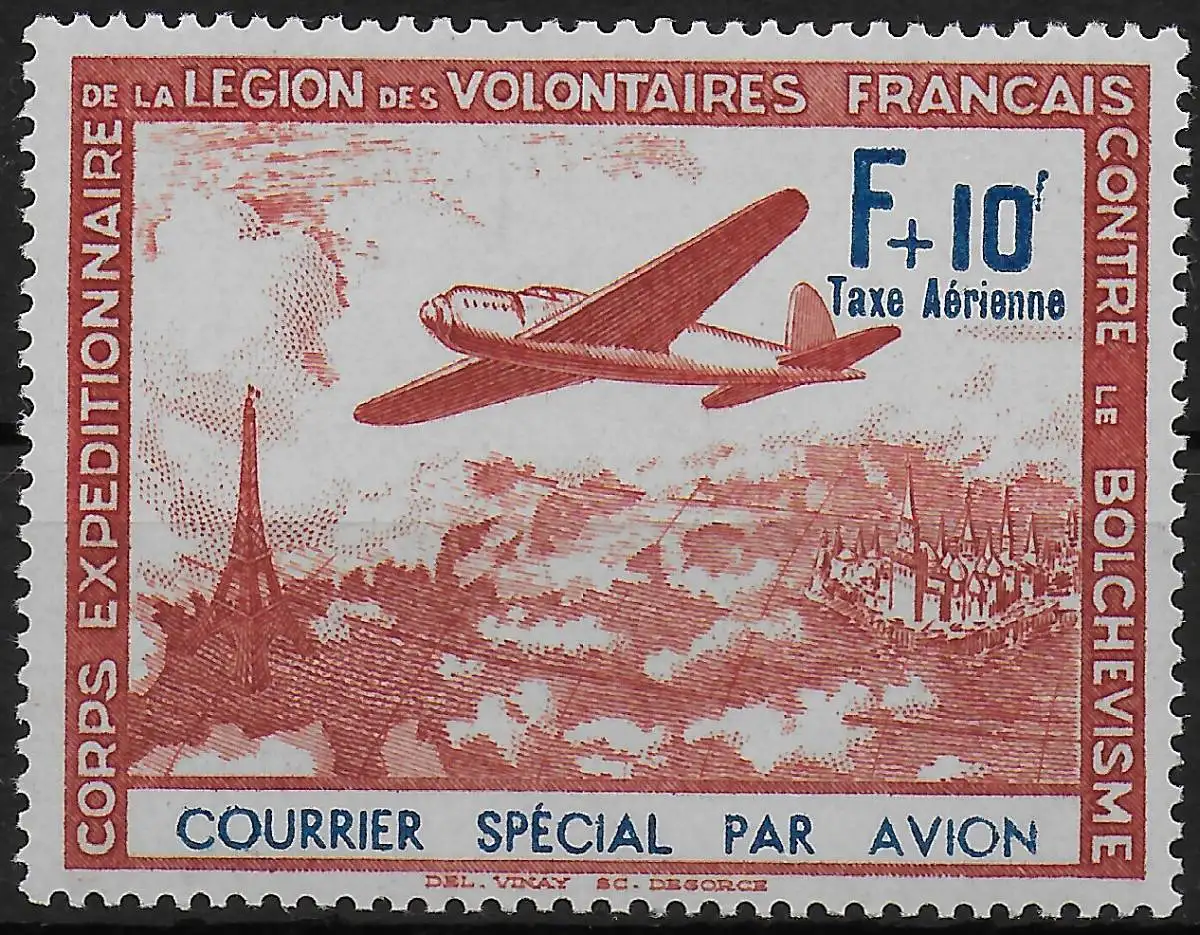 CORPS EXPEDITIONNAIRE
DE LA LEGION DES VOLONTAIRES FRANCAIS
CONTRE LE BOLCHEVISME
F+10f
Taxe Aérienne
COURRIER SPÉCIAL PAR AVION
DEL. VINAY SC. DEGORCE